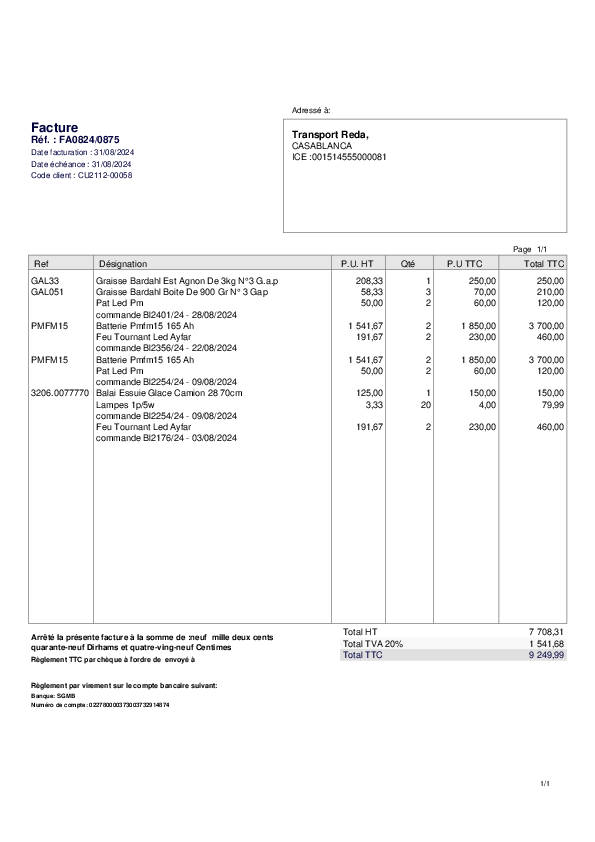 Adressé à:
Facture
Réf. : FA0824/0875
Date facturation : 31/08/2024
Date échéance : 31/08/2024
Code client : CU2112-00058
Transport Reda,
CASABLANCA
ICE :001514555000081
Page 1/1
Ref Désignation P.U. HT Qté P.U TTC Total TTC
GAL33 Graisse Bardahl Est Agnon De 3kg N°3 G.a.p 208,33 1 250,00 250,00
GAL051 Graisse Bardahl Boite De 900 Gr N° 3 Gap 58,33 3 70,00 210,00
Pat Led Pm 50,00 2 60,00 120,00
commande Bl2401/24 - 28/08/2024
PMFM15 Batterie Pmfm15 165 Ah 1 541,67 2 1 850,00 3 700,00
Feu Tournant Led Ayfar 191,67 2 230,00 460,00
commande Bl2356/24 - 22/08/2024
PMFM15 Batterie Pmfm15 165 Ah 1 541,67 2 1 850,00 3 700,00
Pat Led Pm 50,00 2 60,00 120,00
commande Bl2254/24 - 09/08/2024
3206.0077770 Balai Essuie Glace Camion 28 70cm 125,00 1 150,00 150,00
Lampes 1p/5w 3,33 20 4,00 79,99
commande Bl2254/24 - 09/08/2024
Feu Tournant Led Ayfar 191,67 2 230,00 460,00
commande Bl2176/24 - 03/08/2024
Total HT 7 708,31
Total TVA 20% 1 541,68
Total TTC 9 249,99
Arrêté la présente facture à la somme de :neuf mille deux cents
quarante-neuf Dirhams et quatre-ving-neuf Centimes
Règlement TTC par chèque à l'ordre de envoyé à
Règlement par virement sur le compte bancaire suivant:
Banque: SGMB
Numéro de compte: 022780000373003732914874
1/1